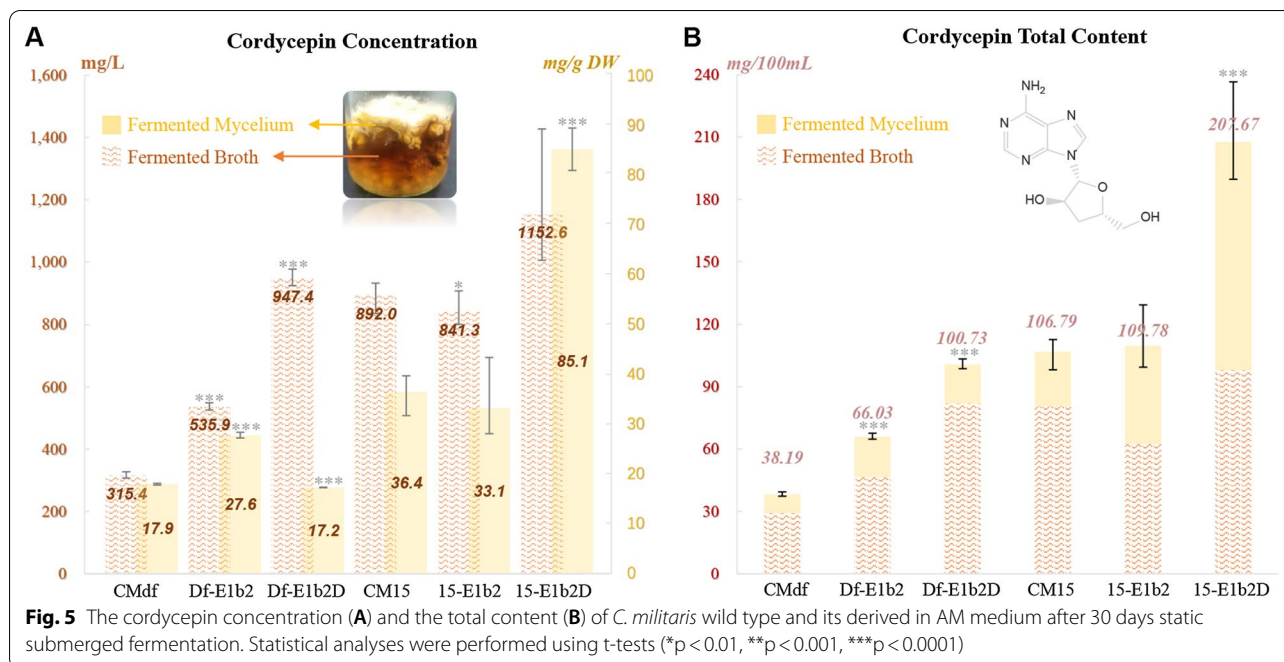 A
Cordycepin Concentration
mg/L
mg/g DW
1,600
1,400
1,200
1,000
800
600
400
200
0
100
90
80
70
60
50
40
30
20
10
0
Fermented Mycelium
Fermented Broth
315.4
17.9
***
535.9
***
27.6
***
947.4
***
17.2
892.0
36.4
*
841.3
33.1
1152.6
***
85.1
CMdf Df-E1b2 Df-E1b2D CM15 15-E1b2 15-E1b2D
B
Cordycepin Total Content
mg/100mL
240
210
180
150
120
90
60
30
0
Fermented Mycelium
Fermented Broth
NH₂
N
N
N
N
HO
O
OH
38.19
66.03
***
100.73
***
106.79
109.78
***
207.67
CMdf Df-E1b2 Df-E1b2D CM15 15-E1b2 15-E1b2D
Fig. 5 The cordycepin concentration (A) and the total content (B) of C. militaris wild type and its derived in AM medium after 30 days static
submerged fermentation. Statistical analyses were performed using t-tests (*p < 0.01, **p < 0.001, ***p < 0.0001)